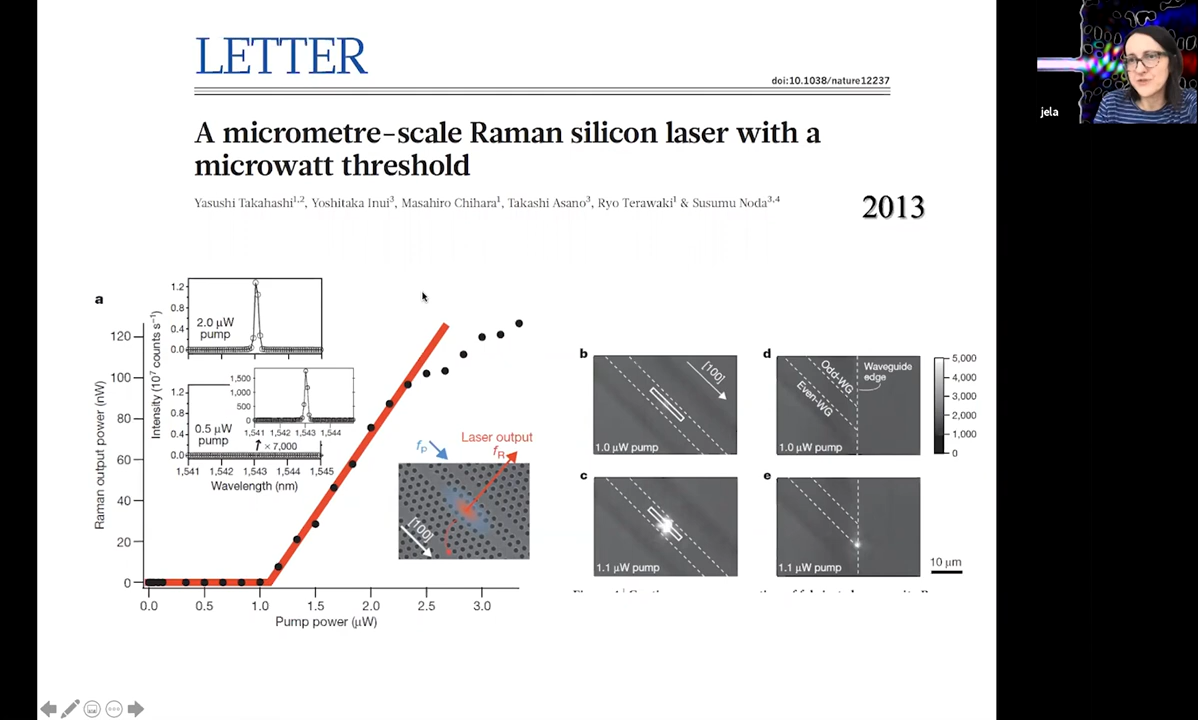 LETTER
doi:10.1038/nature12237
A micrometre-scale Raman silicon laser with a
microwatt threshold
Yasushi Takahashi1,2, Yoshitaka Inui3, Masahiro Chihara1, Takashi Asano3, Ryo Terawaki1 & Susumu Noda3,4
2013
jela
a
Raman output power (nW)
120
100
80
60
40
20
0
0.0 0.5 1.0 1.5 2.0 2.5 3.0
Pump power (μW)
Intensity (10⁷ counts s⁻¹)
1.2
0.8
0.4
0.0
2.0 μW
pump
1.2
0.8
0.4
0.0
0.5 μW
pump
1,500
1,000
500
0
1,541 1,542 1,543 1,544
× 7,000
1,541 1,542 1,543 1,544 1,545
Wavelength (nm)
fp
Laser output
fR
[100]
b
[100]
1.0 μW pump
c
1.1 μW pump
d
Odd-WG
Even-WG
Waveguide
edge
1.0 μW pump
e
1.1 μW pump
5,000
4,000
3,000
2,000
1,000
0
10 μm